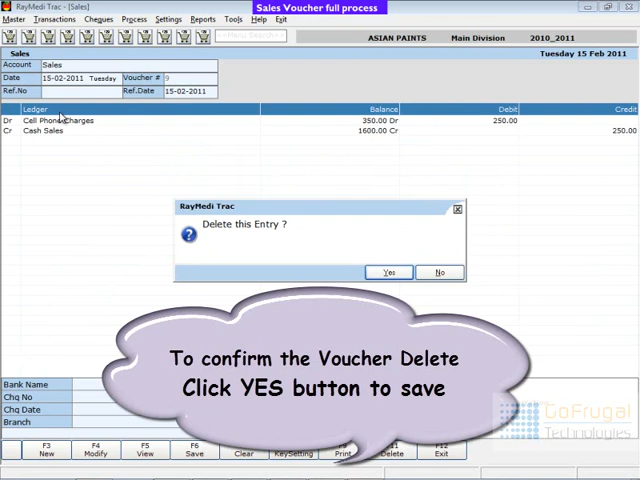 RayMedi Trac - [Sales]
Sales Voucher full process
Master Transactions Cheques Process Settings Reports Tools Help Exit
ASIAN PAINTS Main Division 2010_2011
Sales Tuesday 15 Feb 2011
Account Sales
Date 15-02-2011 Tuesday Voucher # 9
Ref.No Ref.Date 15-02-2011
Ledger Balance Debit Credit
Dr Cell Phone Charges 350.00 Dr 250.00
Cr Cash Sales 1600.00 Cr 250.00
RayMedi Trac
Delete this Entry ?
Yes No
To confirm the Voucher Delete
Click YES button to save
Bank Name
Chq No
Chq Date
Branch
GoFrugal
Technologies
F3 F4 F5 F6 F9 F11 F12
New Modify View Save Clear KeySetting Print Delete Exit